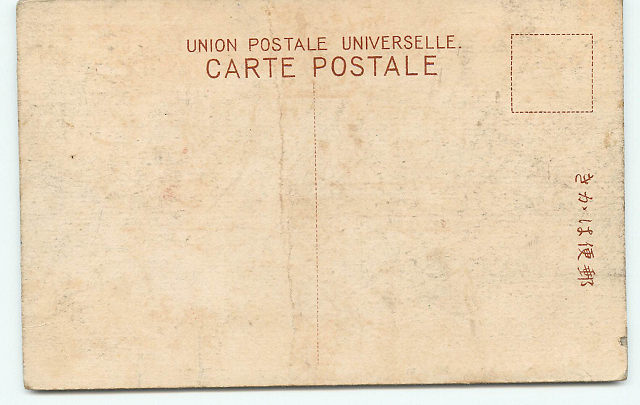 UNION POSTALE UNIVERSELLE.
CARTE POSTALE
郵便はかき